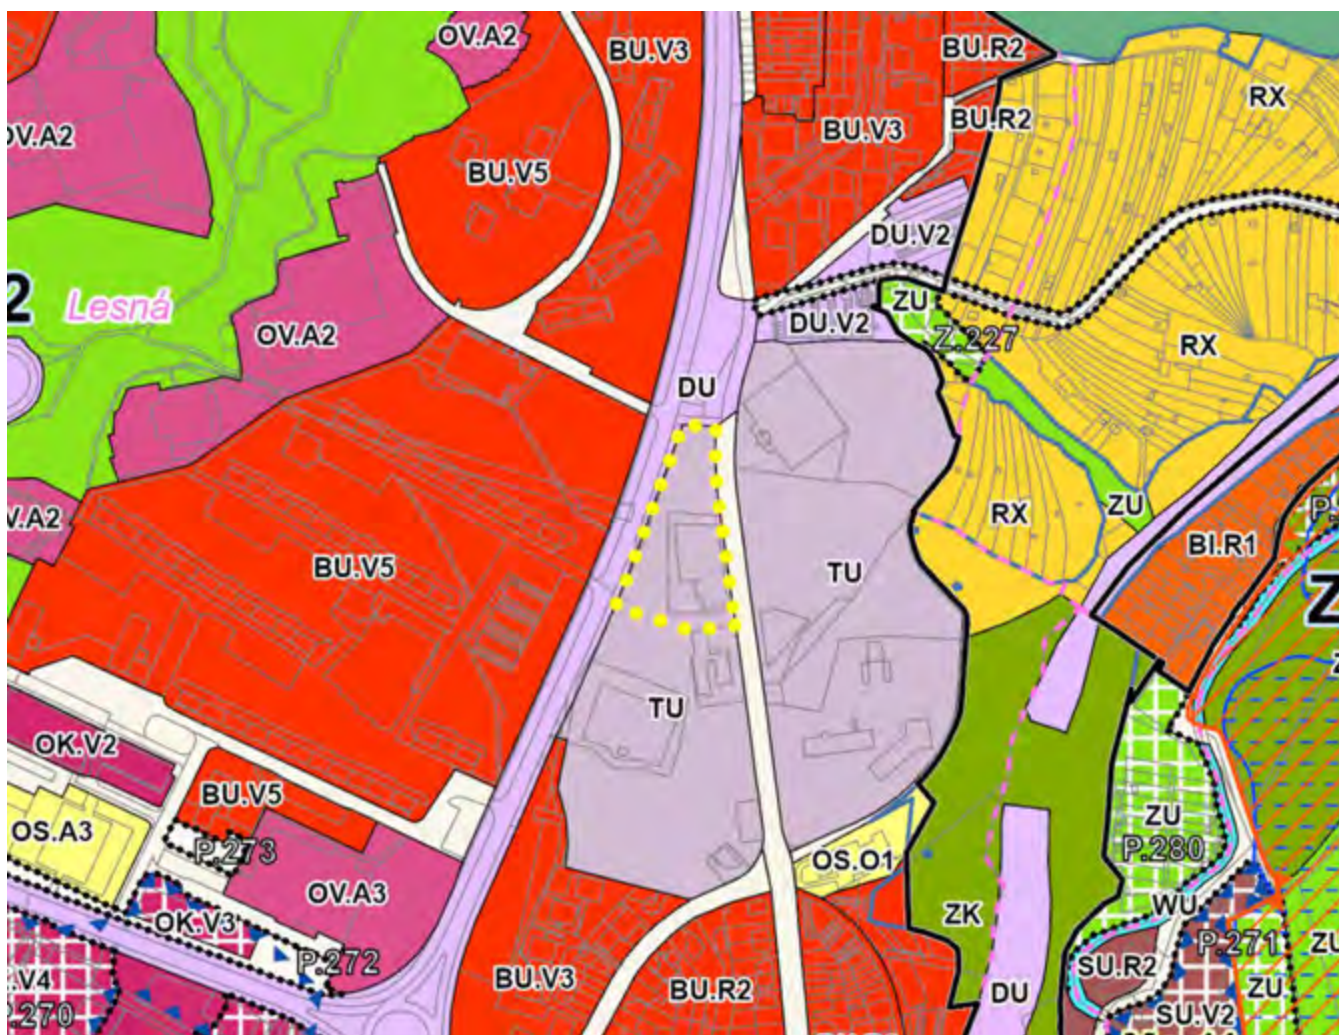 OV.A2
BU.V3
BU.R2
RX
OV.A2
BU.V3
BU.R2
BU.V5
DU.V2
2
Lesná
ZU
OV.A2
DU.V2
Z.227
RX
DU
V.A2
RX
ZU
P.
BI.R1
BU.V5
TU
Z
TU
OK.V2
BU.V5
OS.A3
P.273
ZU
P.280
OS.O1
OV.A3
OK.V3
ZK
WU
P.271
ZU
P.272
SU.R2
.V4
BU.V3
BU.R2
DU
ZU
P.270
SU.V2